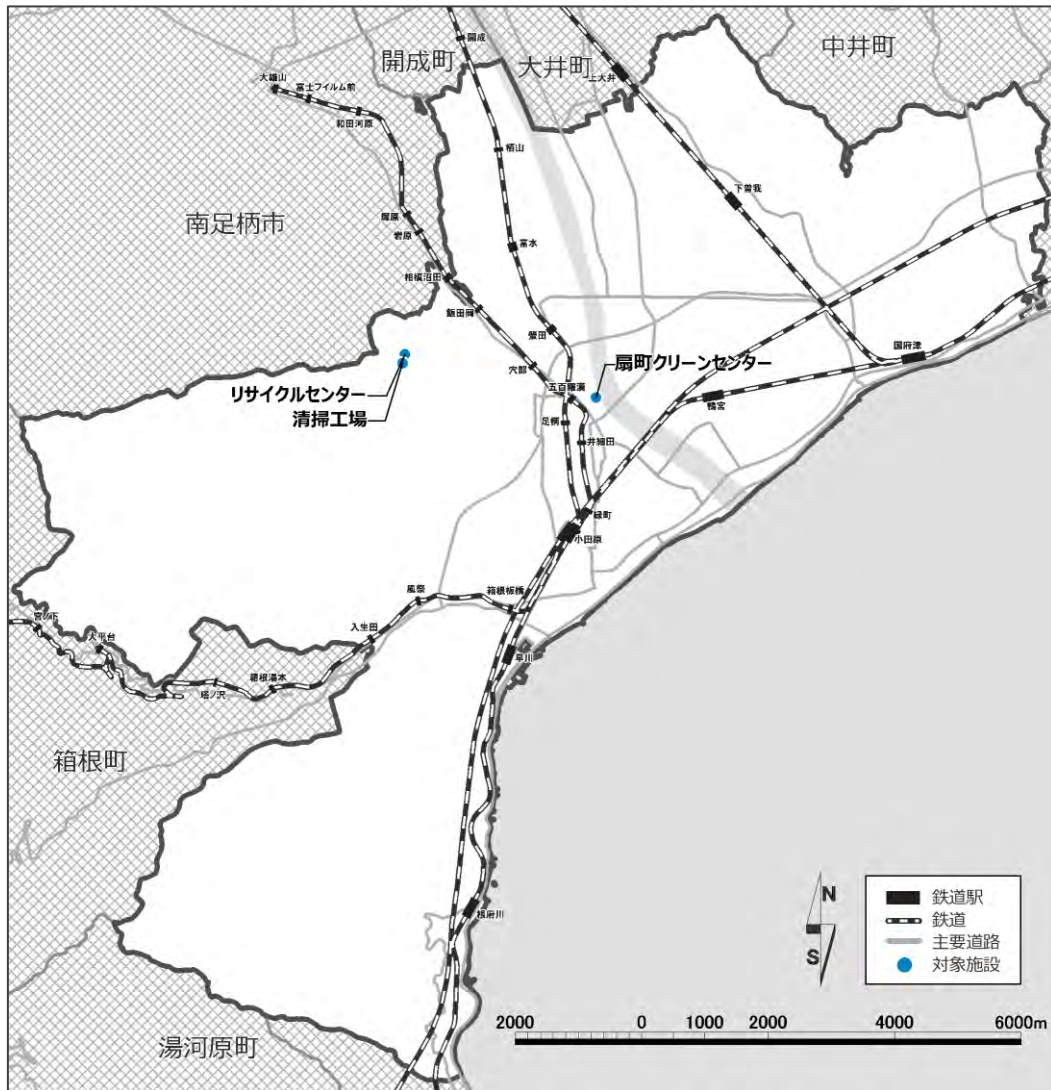 開成町
大井町
中井町
南足柄市
箱根町
湯河原町
開成
上大井
大雄山
富士フイルム前
和田河原
栢山
下曽我
塚原
岩原
富水
相模沼田
飯田岡
螢田
国府津
穴部
五百羅漢
鴨宮
足柄
井細田
緑町
小田原
箱根板橋
風祭
入生田
宮ノ下
大平台
塔ノ沢
箱根湯本
早川
根府川
リサイクルセンター
清掃工場
扇町クリーンセンター
N
S
鉄道駅
鉄道
主要道路
対象施設
2000 0 1000 2000 4000 6000m